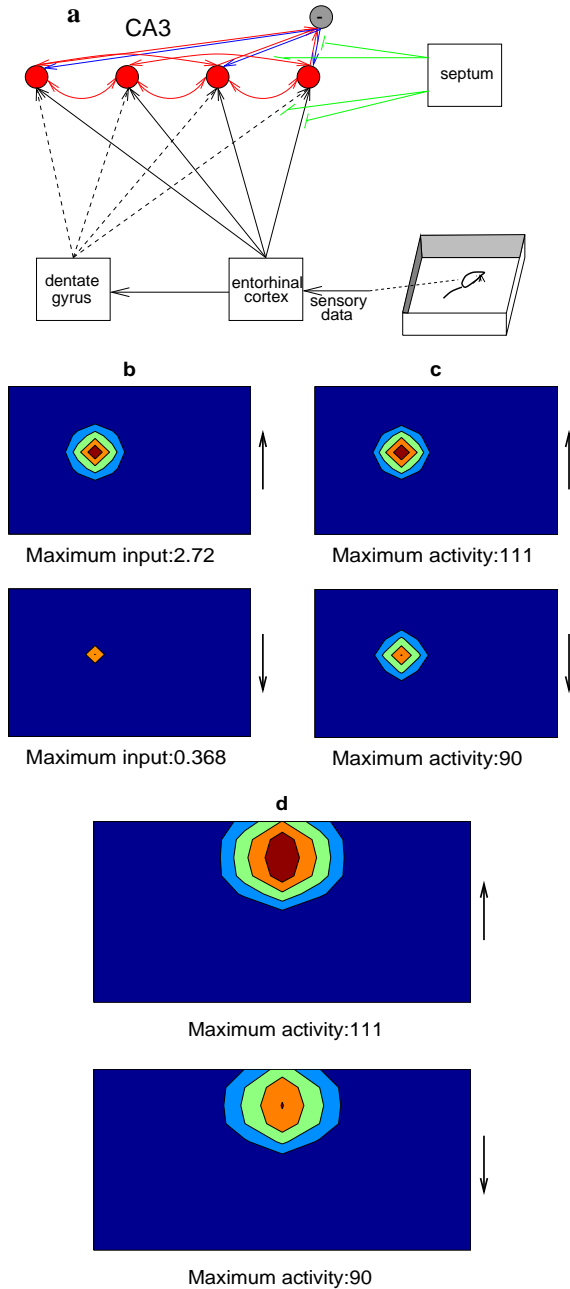 a
CA3
-
septum
dentate
gyrus
entorhinal
cortex
sensory
data
b
c
Maximum input:2.72
Maximum activity:111
Maximum input:0.368
Maximum activity:90
d
Maximum activity:111
Maximum activity:90